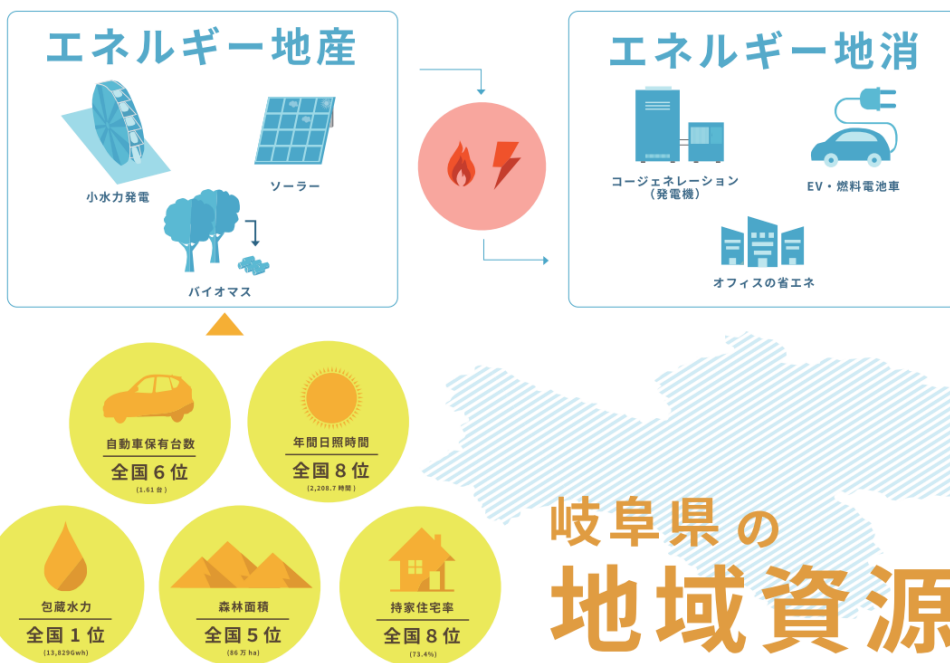 エネルギー地産
小水力発電
ソーラー
バイオマス
エネルギー地消
コージェネレーション
（発電機）
EV・燃料電池車
オフィスの省エネ
自動車保有台数
全国6位
(1.61台)
年間日照時間
全国8位
(2,208.7時間)
包蔵水力
全国1位
(13,829Gwh)
森林面積
全国5位
(86万ha)
持家住宅率
全国8位
(73.4%)
岐阜県の
地域資源